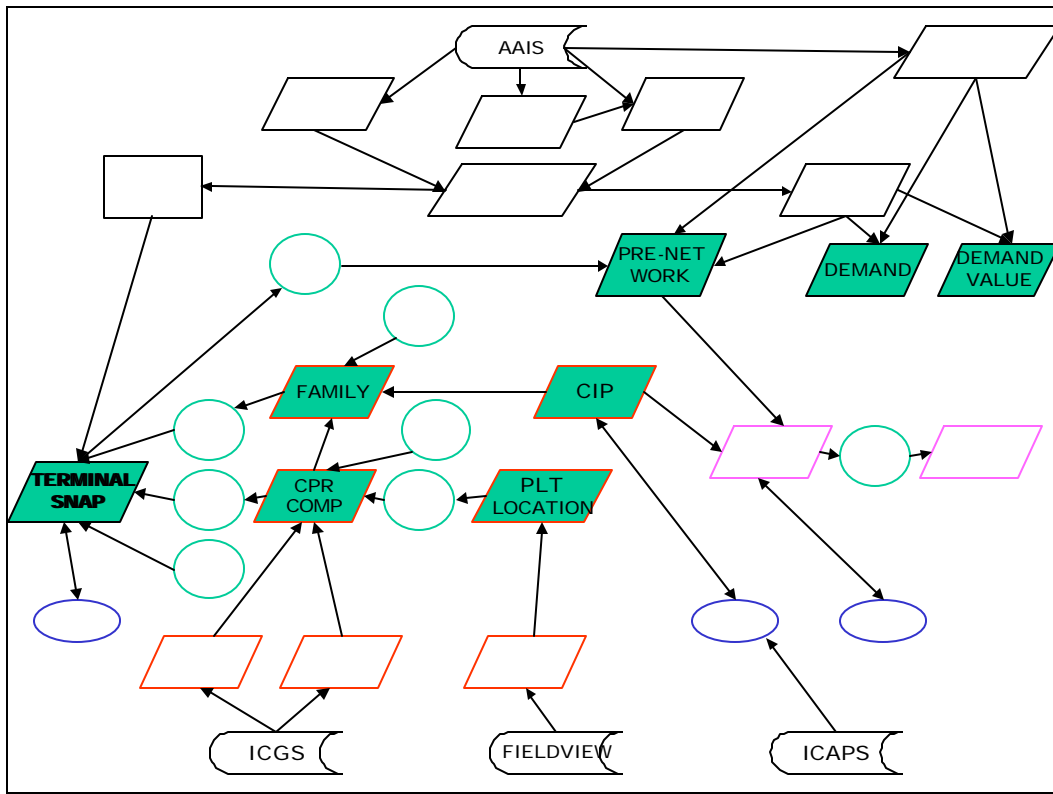 AAIS
PRE-NET
WORK
DEMAND
DEMAND
VALUE
FAMILY
CIP
TERMINAL
SNAP
CPR
COMP
PLT
LOCATION
ICGS
FIELDVIEW
ICAPS